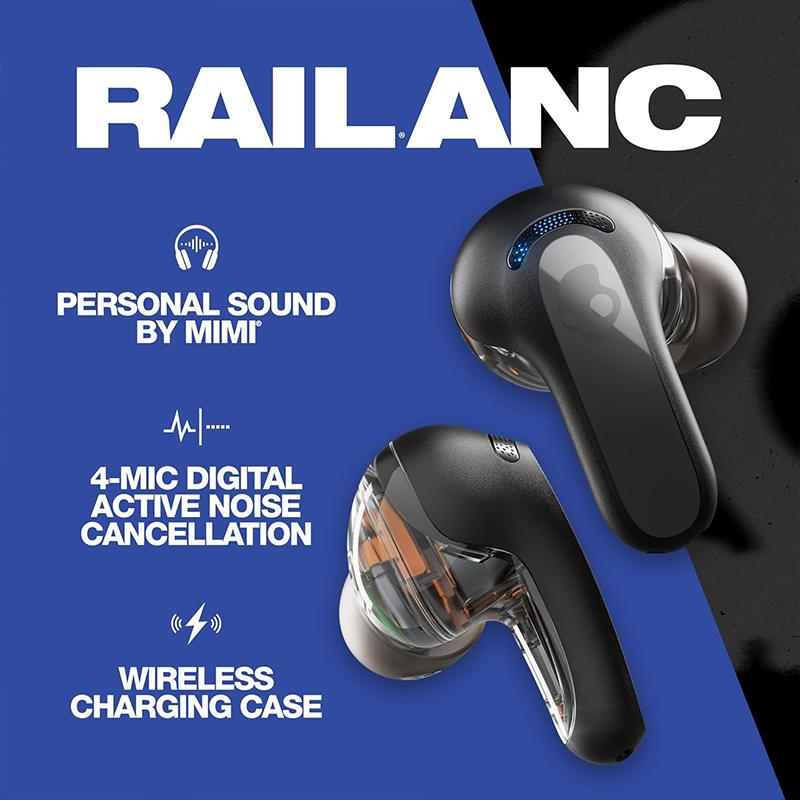 RAIL® ANC
PERSONAL SOUND
BY MIMI®
4-MIC DIGITAL
ACTIVE NOISE
CANCELLATION
WIRELESS
CHARGING CASE